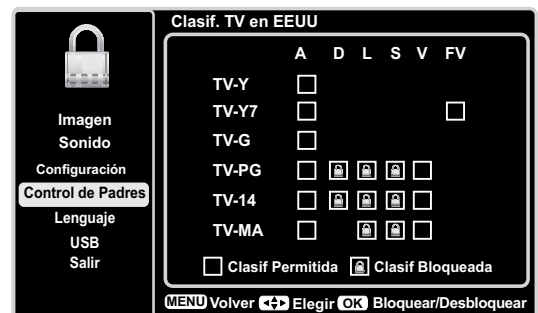 Clasif. TV en EEUU
A D L S V FV
TV-Y
TV-Y7
TV-G
TV-PG
TV-14
TV-MA
Clasif Permitida Clasif Bloqueada
Imagen
Sonido
Configuración
Control de Padres
Lenguaje
USB
Salir
MENU Volver Elegir OK Bloquear/Desbloquear